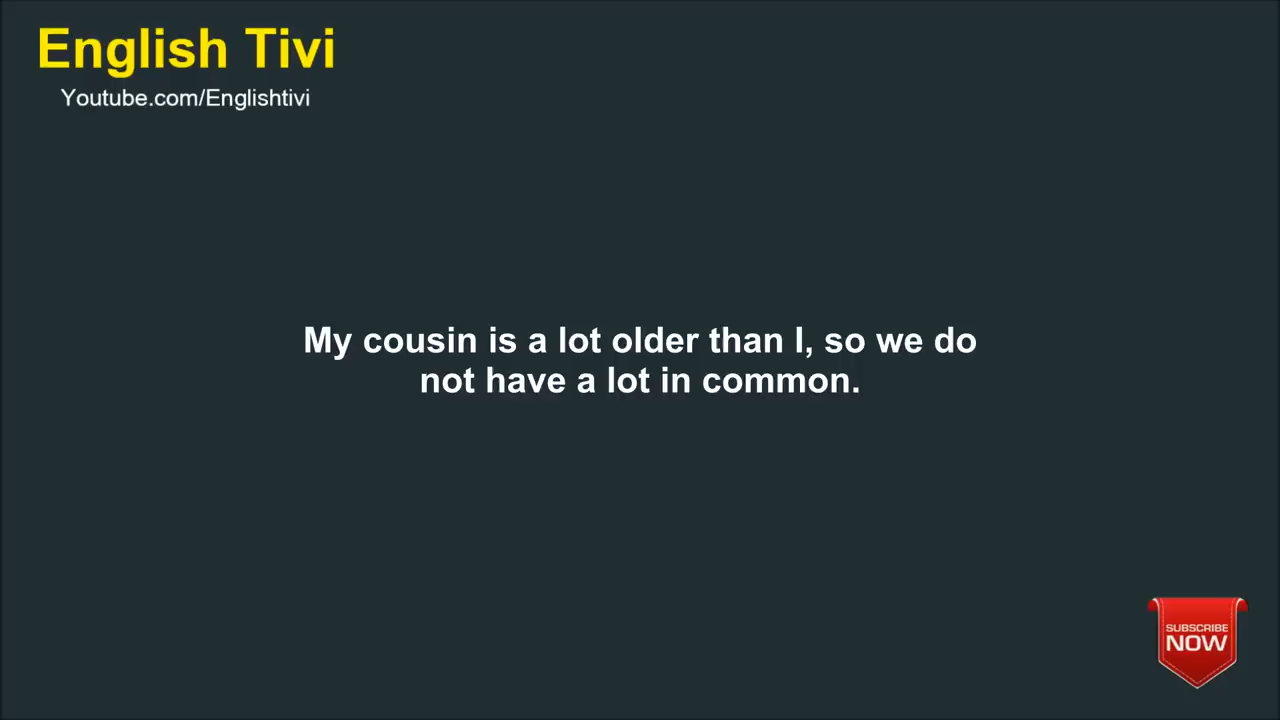 English Tivi
Youtube.com/Englishtivi
My cousin is a lot older than I, so we do
not have a lot in common.
SUBSCRIBE
NOW